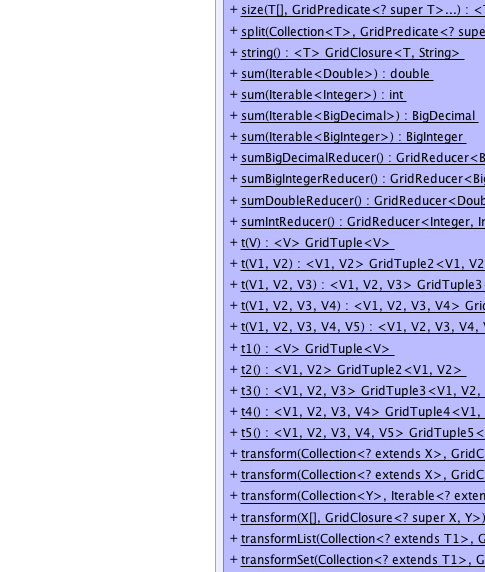 + size(T[], GridPredicate<? super T>...) : <T
+ split(Collection<T>, GridPredicate<? supe
+ string() : <T> GridClosure<T, String>
+ sum(Iterable<Double>) : double
+ sum(Iterable<Integer>) : int
+ sum(Iterable<BigDecimal>) : BigDecimal
+ sum(Iterable<BigInteger>) : BigInteger
+ sumBigDecimalReducer() : GridReducer<B
+ sumBigIntegerReducer() : GridReducer<Big
+ sumDoubleReducer() : GridReducer<Doub
+ sumIntReducer() : GridReducer<Integer, In
+ t(V) : <V> GridTuple<V>
+ t(V1, V2) : <V1, V2> GridTuple2<V1, V2
+ t(V1, V2, V3) : <V1, V2, V3> GridTuple3
+ t(V1, V2, V3, V4) : <V1, V2, V3, V4> Grid
+ t(V1, V2, V3, V4, V5) : <V1, V2, V3, V4, V
+ t1() : <V> GridTuple<V>
+ t2() : <V1, V2> GridTuple2<V1, V2>
+ t3() : <V1, V2, V3> GridTuple3<V1, V2,
+ t4() : <V1, V2, V3, V4> GridTuple4<V1,
+ t5() : <V1, V2, V3, V4, V5> GridTuple5<
+ transform(Collection<? extends X>, GridC
+ transform(Collection<? extends X>, GridC
+ transform(Collection<Y>, Iterable<? exten
+ transform(X[], GridClosure<? super X, Y>)
+ transformList(Collection<? extends T1>, G
+ transformSet(Collection<? extends T1>, G